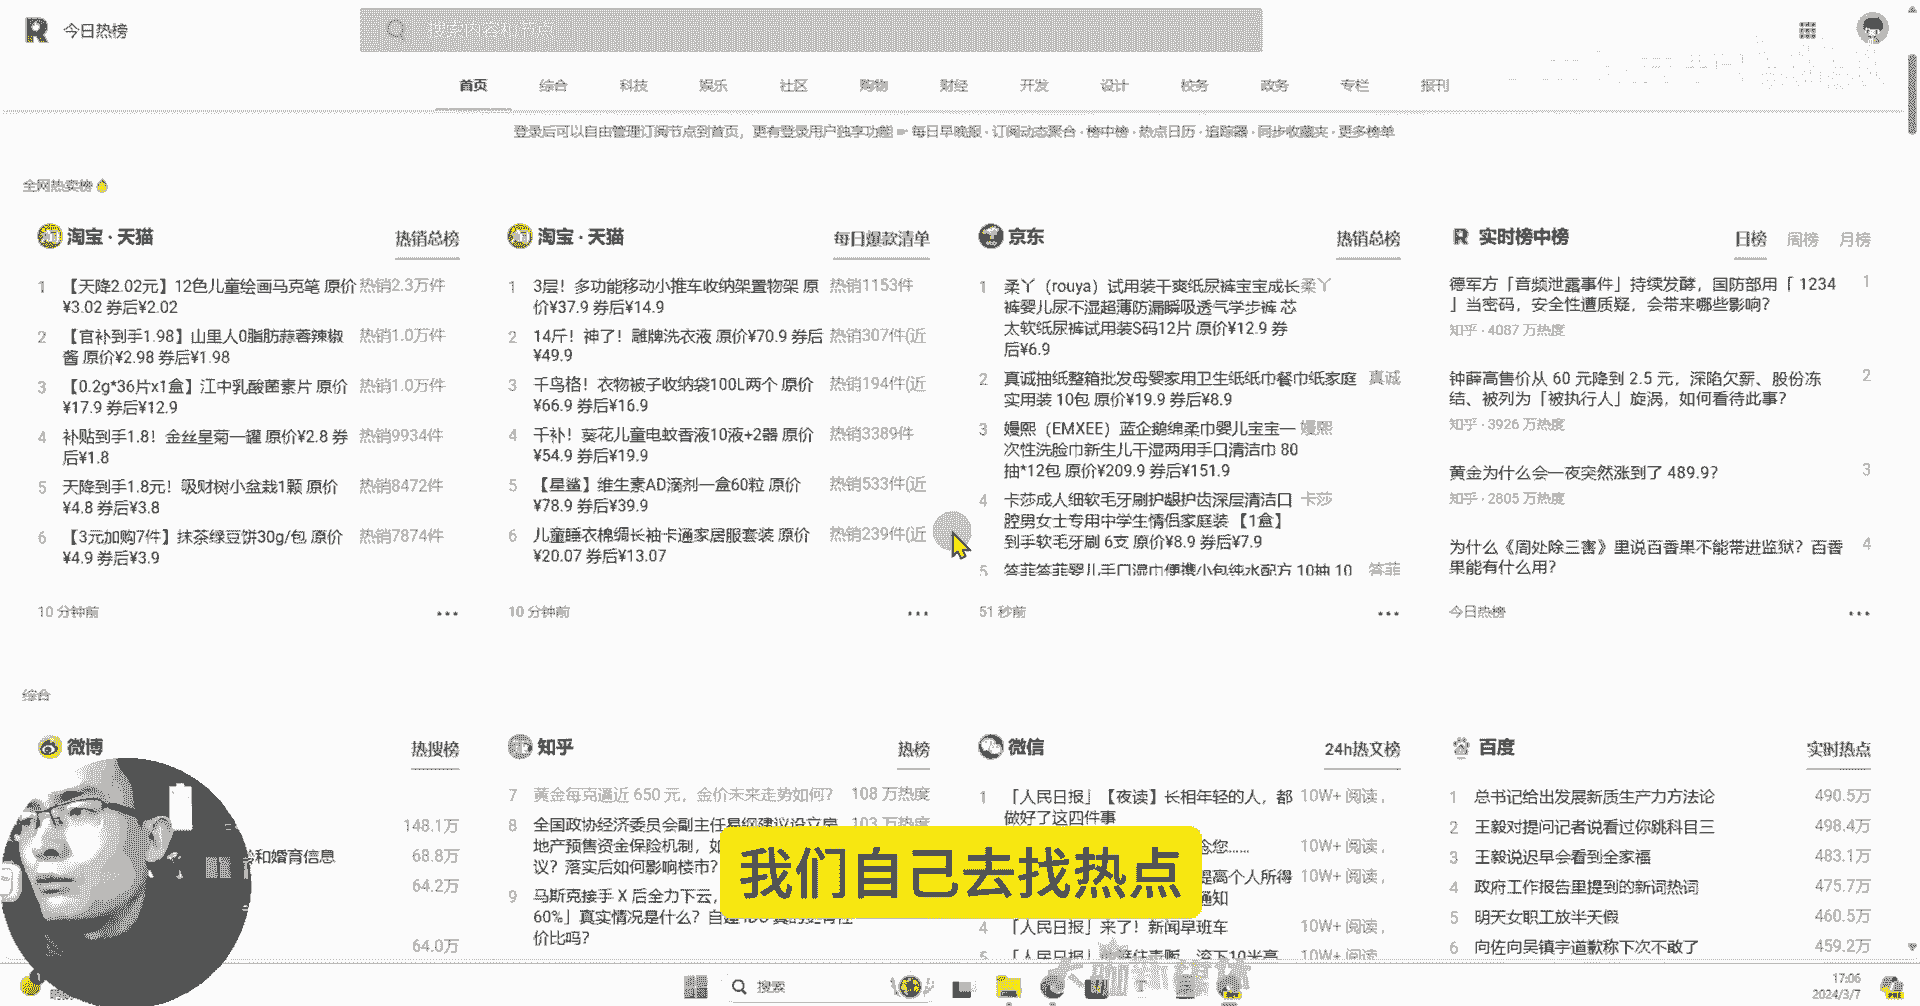 今日热榜
首页 综合 科技 娱乐 社区 购物 财经 开发 设计 校务 政务 专栏 报刊
登录后可以自由管理订阅节点到首页，更有登录用户独享功能 每日早晚报 · 订阅动态聚合 · 榜中榜 · 热点日历 · 追踪器 · 同步收藏夹 · 更多榜单
全网热卖榜
淘宝 · 天猫 热销总榜
1 【天降2.02元】12色儿童绘画马克笔 原价 热销2.3万件
¥3.02 券后¥2.02
2 【官补到手1.98】山里人0脂肪蒜蓉辣椒 热销1.0万件
酱 原价¥2.98 券后¥1.98
3 【0.2g*36片x1盒】江中乳酸菌素片 原价 热销1.0万件
¥17.9 券后¥12.9
4 补贴到手1.8！金丝皇菊一罐 原价¥2.8 券 热销9934件
后¥1.8
5 天降到手1.8元！吸财树小盆栽1颗 原价 热销8472件
¥4.8 券后¥3.8
6 【3元加购7件】抹茶绿豆饼30g/包 原价 热销7874件
¥4.9 券后¥3.9
10 分钟前
淘宝 · 天猫 每日爆款清单
1 3层！多功能移动小推车收纳架置物架 原 热销1153件
价¥37.9 券后¥14.9
2 14斤！神了！雕牌洗衣液 原价¥70.9 券后 热销307件(近
¥49.9
3 千鸟格！衣物被子收纳袋100L两个 原价 热销194件(近
¥66.9 券后¥16.9
4 千补！葵花儿童电蚊香液10液+2器 原价 热销3389件
¥54.9 券后¥19.9
5 【星鲨】维生素AD滴剂一盒60粒 原价 热销533件(近
¥78.9 券后¥39.9
6 儿童睡衣棉绸长袖卡通家居服套装 原价 热销239件(近
¥20.07 券后¥13.07
10 分钟前
京东 热销总榜
1 柔丫（rouya）试用装干爽纸尿裤宝宝成长 柔丫
裤婴儿尿不湿超薄防漏瞬吸透气学步裤 芯
太软纸尿裤试用装S码12片 原价¥12.9 券
后¥6.9
2 真诚抽纸整箱批发母婴家用卫生纸纸巾餐巾纸家庭 真诚
实用装 10包 原价¥19.9 券后¥8.9
3 嫚熙（EMXEE）蓝企鹅绵柔巾婴儿宝宝一 嫚熙
次性洗脸巾新生儿干湿两用手口清洁巾 80
抽*12包 原价¥209.9 券后¥151.9
4 卡莎成人细软毛牙刷护龈护齿深层清洁口 卡莎
腔男女士专用中学生情侣家庭装 【1盒】
到手软毛牙刷 6支 原价¥8.9 券后¥7.9
5 答菲答菲婴儿手口湿巾便携小包纯水配方 10抽 10 答菲
51 秒前
实时榜中榜 日榜 周榜 月榜
德军方「音频泄露事件」持续发酵，国防部用「 1234 1
」当密码，安全性遭质疑，会带来哪些影响？
知乎 · 4087 万热度
钟薛高售价从 60 元降到 2.5 元，深陷欠薪、股份冻 2
结、被列为「被执行人」旋涡，如何看待此事？
知乎 · 3926 万热度
黄金为什么会一夜突然涨到了 489.9？ 3
知乎 · 2805 万热度
为什么《周处除三害》里说百香果不能带进监狱？百香 4
果能有什么用？
今日热榜
综合
微博 热搜榜
148.1万
和婚育信息 68.8万
64.2万
64.0万
知乎 热榜
7 黄金每克逼近 650 元，金价未来走势如何？ 108 万热度
8 全国政协经济委员会副主任易纲建议设立房 103 万热度
地产预售资金保险机制，如
议？落实后如何影响楼市？
9 马斯克接手 X 后全力下云，
60%」真实情况是什么？
价比吗？
微信 24h热文榜
1 「人民日报」【夜读】长相年轻的人，都 10W+ 阅读 ,
做好了这四件事
念您…… 10W+ 阅读 ,
是离个人所得 10W+ 阅读 ,
通知
4 「人民日报」来了！新闻早班车 10W+ 阅读 ,
5 10W+ 阅读 ,
百度 实时热点
1 总书记给出发展新质生产力方法论 490.5万
2 王毅对提问记者说看过你跳科目三 498.4万
3 王毅说迟早会看到全家福 483.1万
4 政府工作报告里提到的新词热词 475.7万
5 明天女职工放半天假 460.5万
6 向佐向吴镇宇道歉称下次不敢了 459.2万
我们自己去找热点
搜索
17:06
2024/3/7